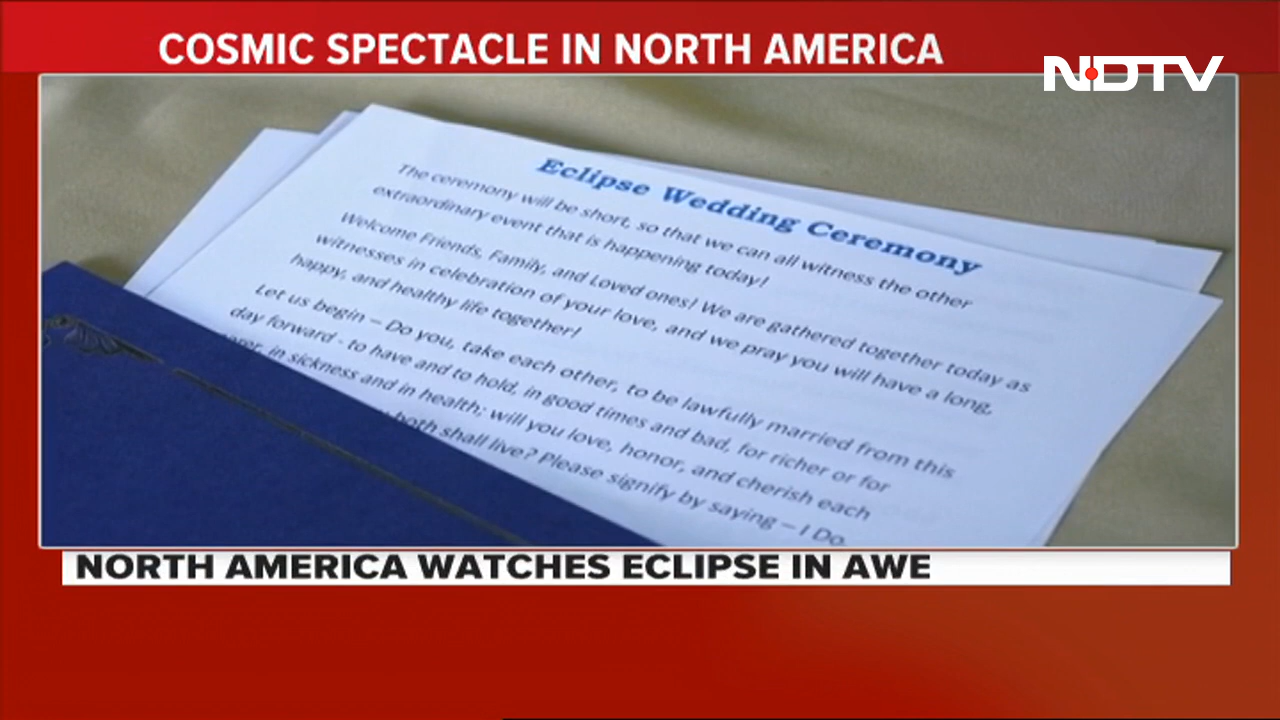 COSMIC SPECTACLE IN NORTH AMERICA
NDTV
Eclipse Wedding Ceremony
The ceremony will be short, so that we can all witness the other
extraordinary event that is happening today!
Welcome Friends, Family, and Loved ones! We are gathered together today as
witnesses in celebration of your love, and we pray you will have a long,
happy, and healthy life together!
Let us begin – Do you, take each other, to be lawfully married from this
day forward - to have and to hold, in good times and bad, for richer or for
in sickness and in health; will you love, honor, and cherish each
both shall live? Please signify by saying – I Do.
NORTH AMERICA WATCHES ECLIPSE IN AWE